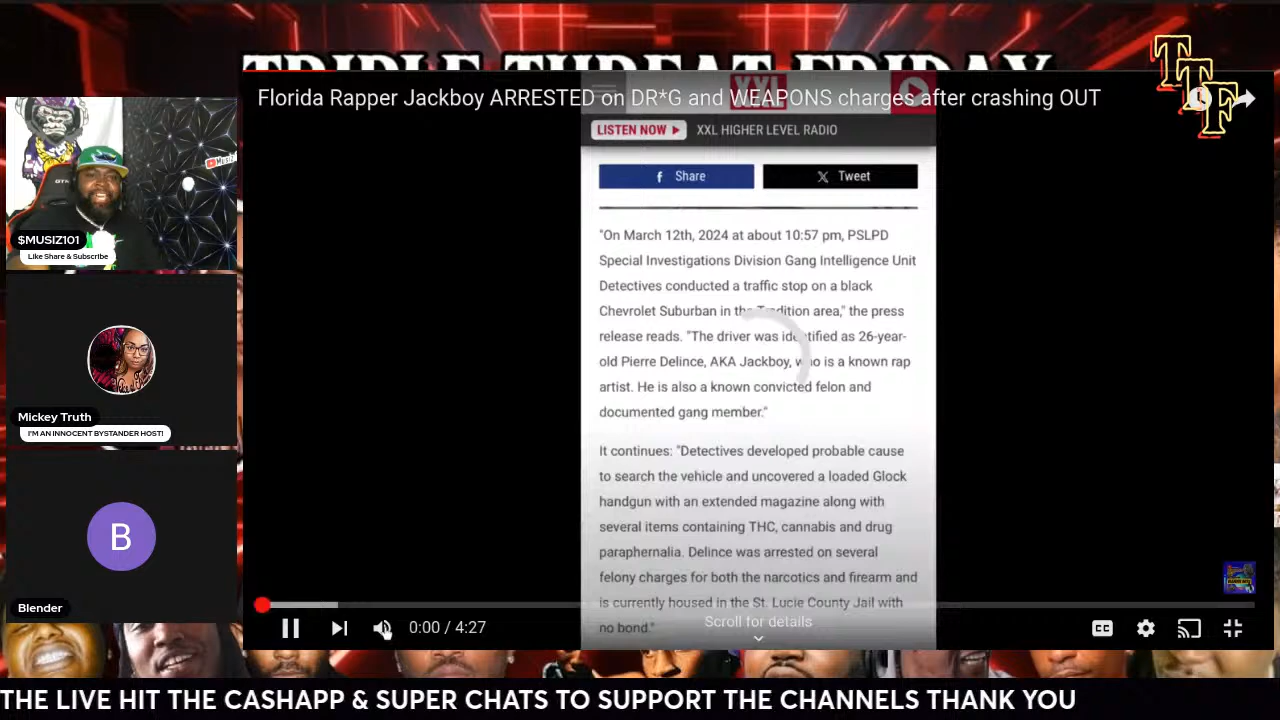 TRIPLE THREAT FRIDAY
TTF
Florida Rapper Jackboy ARRESTED on DR*G and WEAPONS charges after crashing OUT
XXL
LISTEN NOW ▶ XXL HIGHER LEVEL RADIO
f Share
X Tweet
"On March 12th, 2024 at about 10:57 pm, PSLPD
Special Investigations Division Gang Intelligence Unit
Detectives conducted a traffic stop on a black
Chevrolet Suburban in the Tradition area," the press
release reads. "The driver was identified as 26-year-
old Pierre Delince, AKA Jackboy, who is a known rap
artist. He is also a known convicted felon and
documented gang member."
It continues: "Detectives developed probable cause
to search the vehicle and uncovered a loaded Glock
handgun with an extended magazine along with
several items containing THC, cannabis and drug
paraphernalia. Delince was arrested on several
felony charges for both the narcotics and firearm and
is currently housed in the St. Lucie County Jail with
no bond."
Scroll for details
0:00 / 4:27
CC
$MUSIZ101
Like Share & Subscribe
Mickey Truth
I'M AN INNOCENT BYSTANDER HOST!
B
Blender
THE LIVE HIT THE CASHAPP & SUPER CHATS TO SUPPORT THE CHANNELS THANK YOU